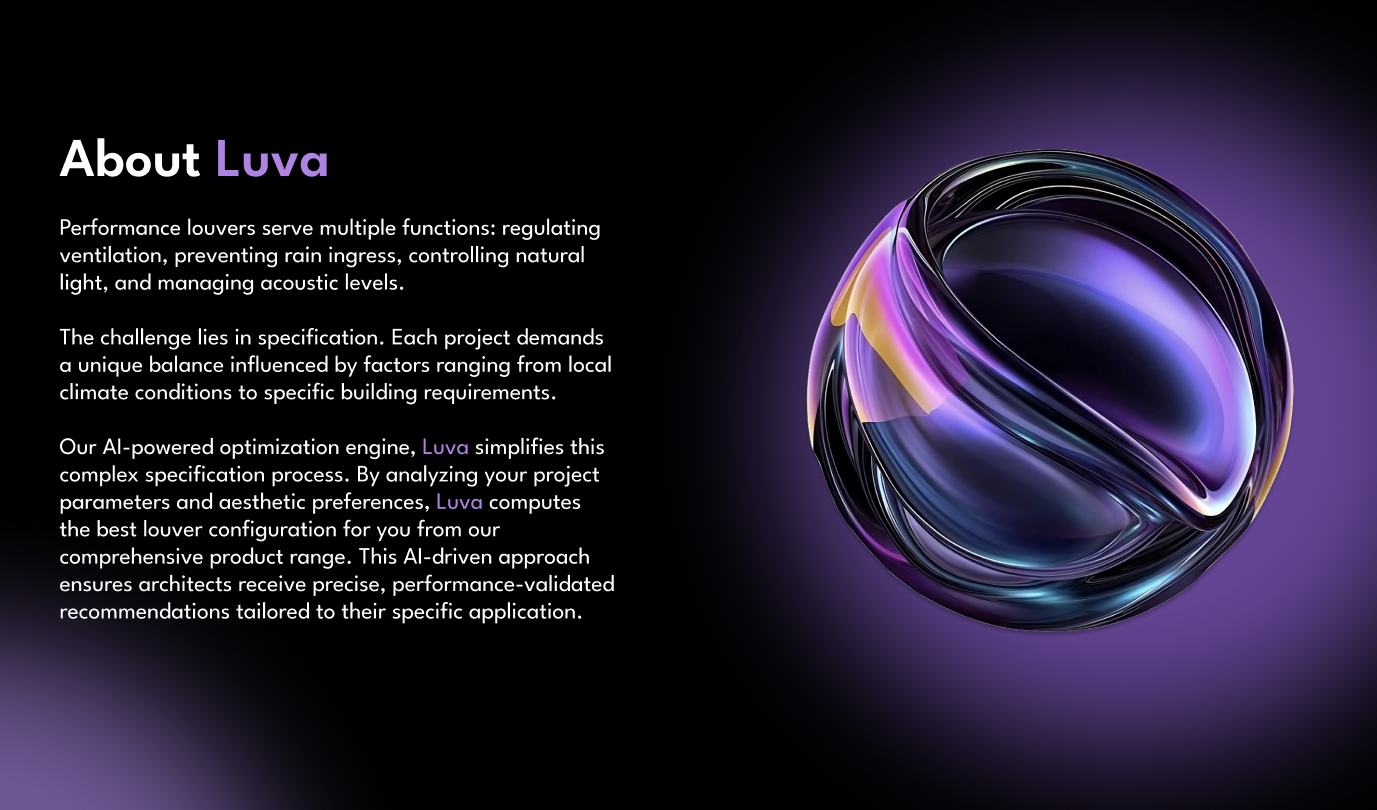 About Luva
Performance louvers serve multiple functions: regulating
ventilation, preventing rain ingress, controlling natural
light, and managing acoustic levels.
The challenge lies in specification. Each project demands
a unique balance influenced by factors ranging from local
climate conditions to specific building requirements.
Our AI-powered optimization engine, Luva simplifies this
complex specification process. By analyzing your project
parameters and aesthetic preferences, Luva computes
the best louver configuration for you from our
comprehensive product range. This AI-driven approach
ensures architects receive precise, performance-validated
recommendations tailored to their specific application.